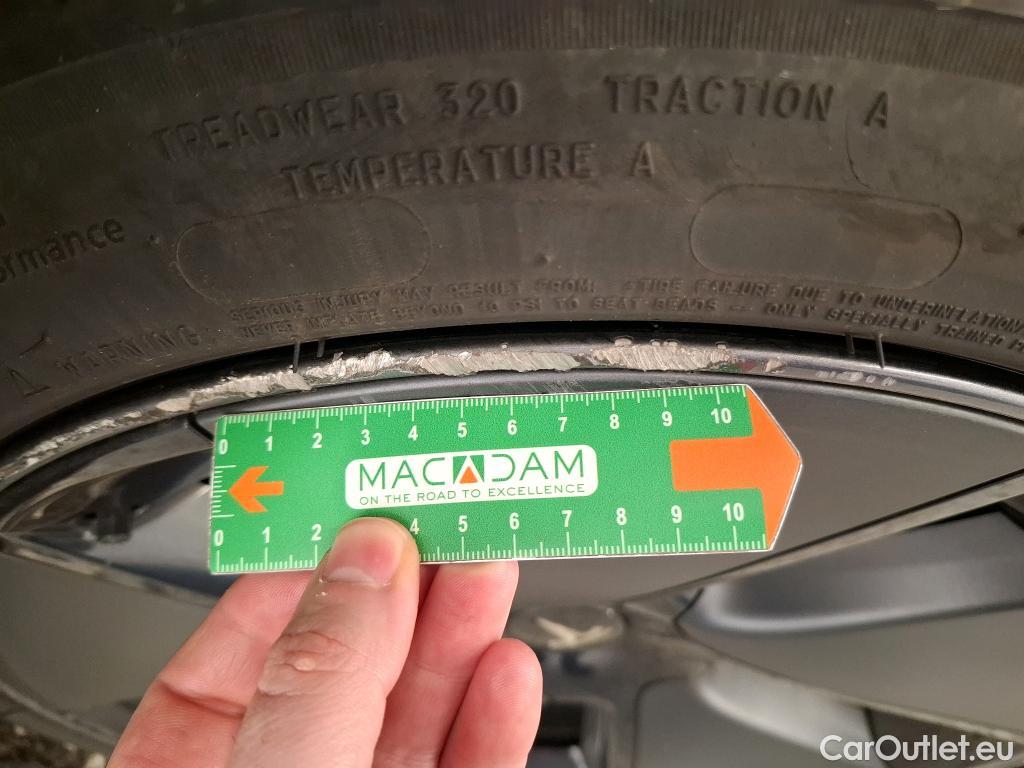 TREADWEAR 320 TRACTION A
TEMPERATURE A
ormance
WARNING:
SERIOUS INJURY MAY RESULT FROM: TIRE FAILURE DUE TO UNDERINFLATION
NEVER INFLATE BEYOND 40 PSI TO SEAT BEADS -- ONLY SPECIALLY TRAINED
0 1 2 3 4 5 6 7 8 9 10
MACADAM
ON THE ROAD TO EXCELLENCE
0 1 2 4 5 6 7 8 9 10
CarOutlet.eu